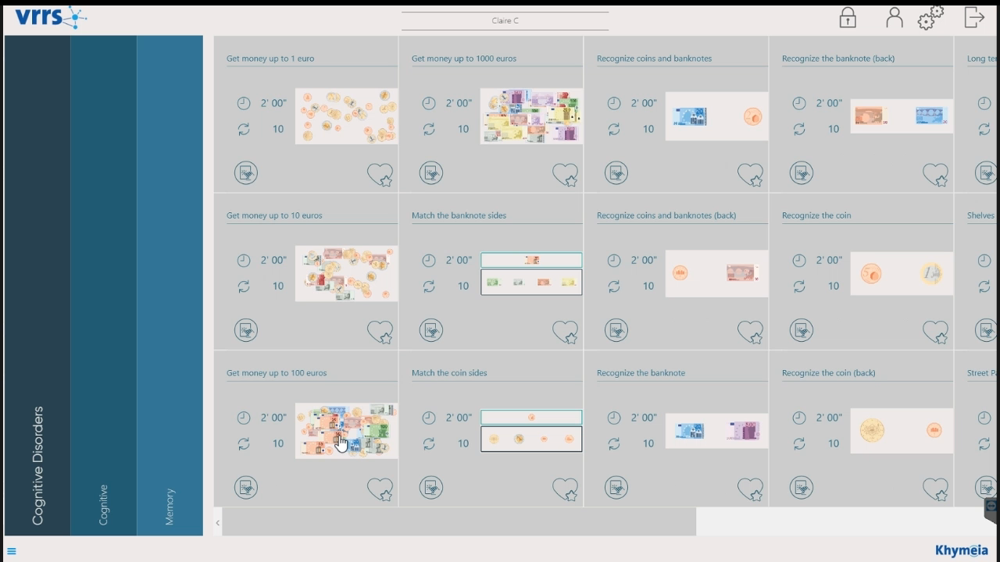 vrrs
Claire C
Get money up to 1 euro
2' 00"
10
Get money up to 1000 euros
2' 00"
10
Recognize coins and banknotes
2' 00"
10
Recognize the banknote (back)
2' 00"
10
Long te
Get money up to 10 euros
2' 00"
10
Match the banknote sides
2' 00"
10
Recognize coins and banknotes (back)
2' 00"
10
Recognize the coin
2' 00"
10
Shelves
Get money up to 100 euros
2' 00"
10
Match the coin sides
2' 00"
10
Recognize the banknote
2' 00"
10
Recognize the coin (back)
2' 00"
10
Street P
Cognitive Disorders
Cognitive
Memory
Khymeia